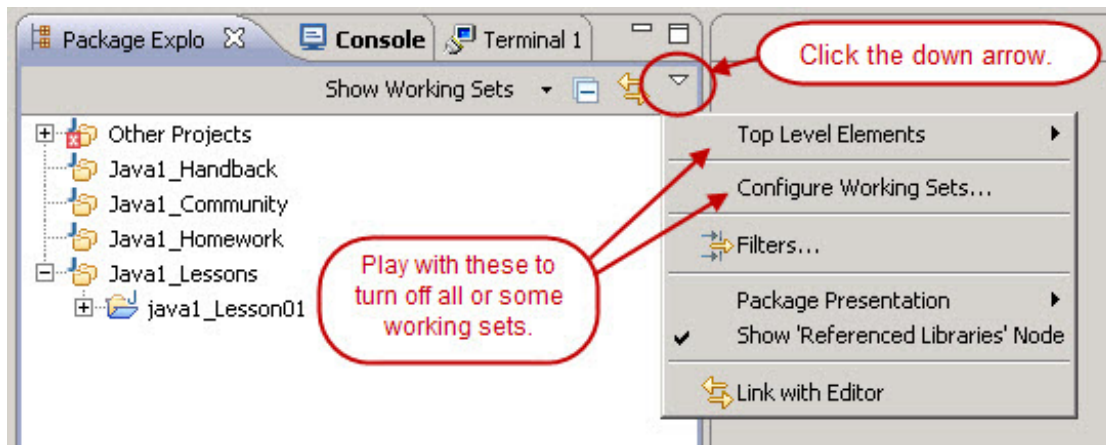 Package Explo Console Terminal 1
Click the down arrow.
Show Working Sets
Other Projects
Java1_Handback
Java1_Community
Java1_Homework
Java1_Lessons
java1_Lesson01
Play with these to
turn off all or some
working sets.
Top Level Elements
Configure Working Sets...
Filters...
Package Presentation
Show 'Referenced Libraries' Node
Link with Editor